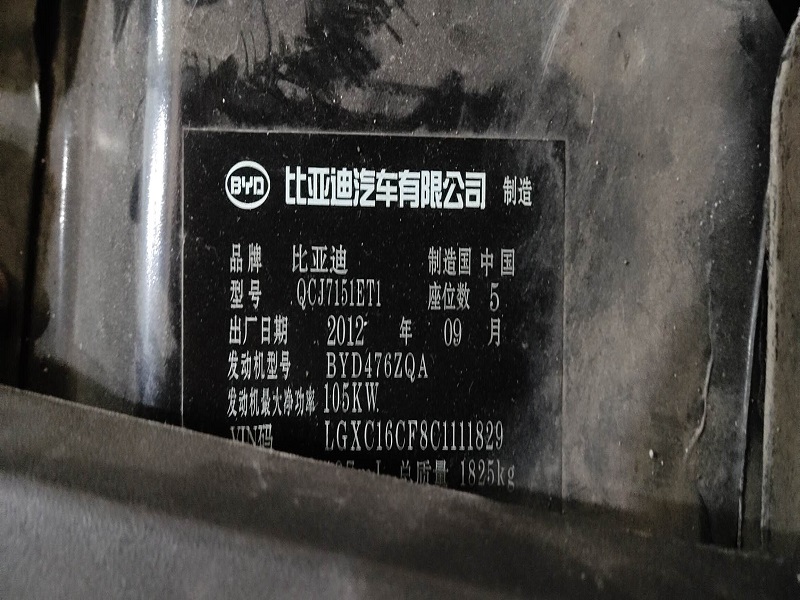 BYD 比亚迪汽车有限公司 制造
品牌 比亚迪 制造国 中国
型号 QCJ7151ET1 座位数 5
出厂日期 2012 年 09 月
发动机型号 BYD476ZQA
发动机最大净功率 105KW
VIN码 LGXC16CF8C1111829
总质量 1825kg